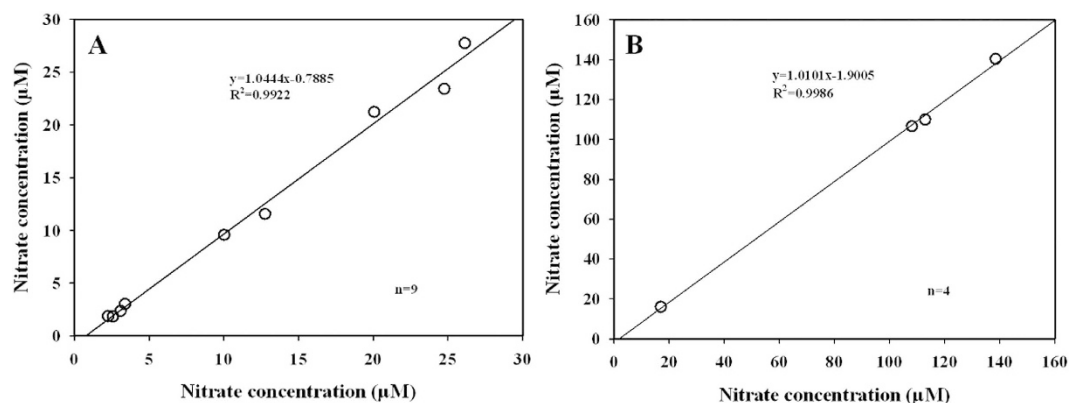 A
y=1.0444x-0.7885
R²=0.9922
n=9
Nitrate concentration (µM)
30
25
20
15
10
5
0
0 5 10 15 20 25 30
Nitrate concentration (µM)
B
y=1.0101x-1.9005
R²=0.9986
n=4
Nitrate concentration (µM)
160
140
120
100
80
60
40
20
0
0 20 40 60 80 100 120 140 160
Nitrate concentration (µM)